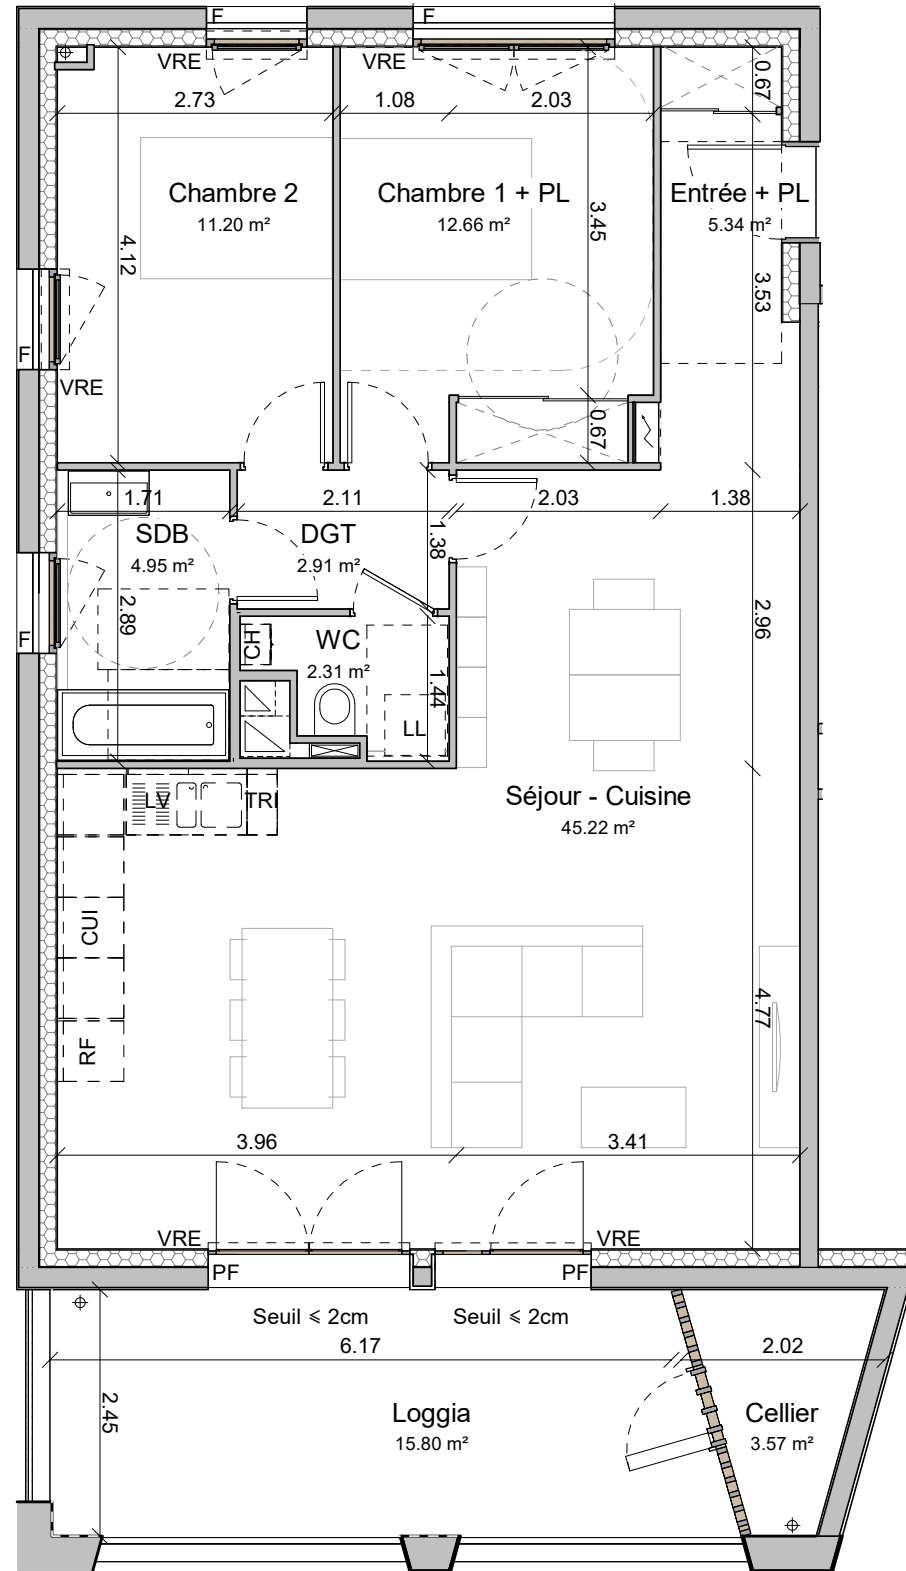 F
F
VRE
VRE
0.67
2.73
1.08
2.03
Chambre 2
11.20 m²
Chambre 1 + PL
12.66 m²
Entrée + PL
5.34 m²
3.45
4.12
3.53
F
VRE
0.67
1.71
2.11
2.03
1.38
SDB
4.95 m²
DGT
2.91 m²
1.38
2.89
2.96
F
CH
WC
2.31 m²
1.44
LL
LV
TRI
Séjour - Cuisine
45.22 m²
CUI
RF
4.77
3.96
3.41
VRE
VRE
PF
PF
Seuil ⩽ 2cm
Seuil ⩽ 2cm
6.17
2.02
2.45
Loggia
15.80 m²
Cellier
3.57 m²